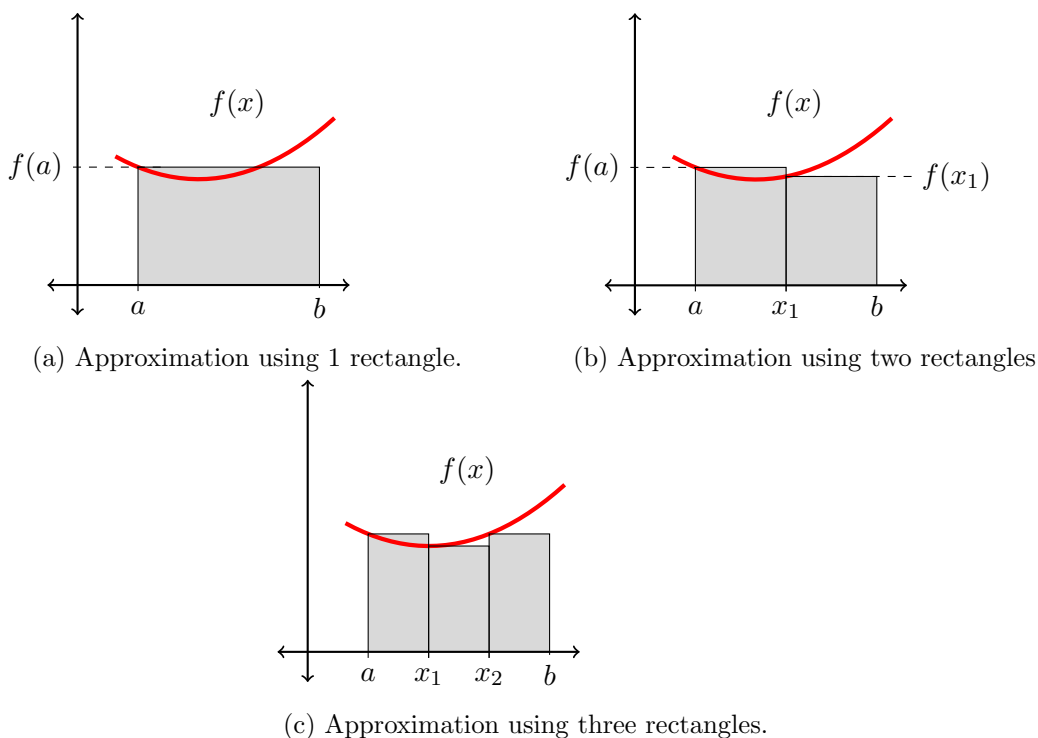 f(x)
f(a)
a
b
(a) Approximation using 1 rectangle.
f(x)
f(a)
f(x₁)
a x₁ b
(b) Approximation using two rectangles
f(x)
a x₁ x₂ b
(c) Approximation using three rectangles.